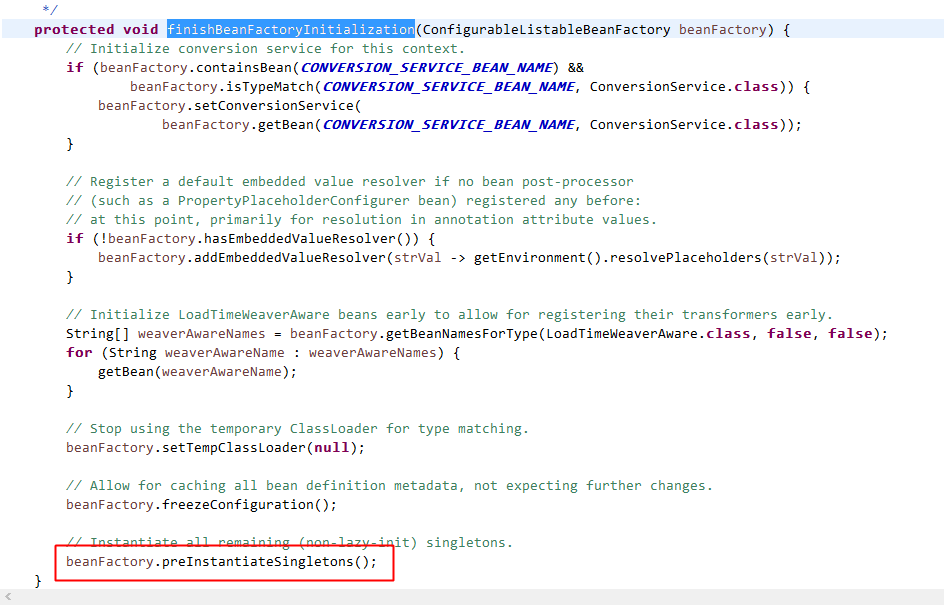 */
protected void finishBeanFactoryInitialization(ConfigurableListableBeanFactory beanFactory) {
// Initialize conversion service for this context.
if (beanFactory.containsBean(CONVERSION_SERVICE_BEAN_NAME) &&
beanFactory.isTypeMatch(CONVERSION_SERVICE_BEAN_NAME, ConversionService.class)) {
beanFactory.setConversionService(
beanFactory.getBean(CONVERSION_SERVICE_BEAN_NAME, ConversionService.class));
}
// Register a default embedded value resolver if no bean post-processor
// (such as a PropertyPlaceholderConfigurer bean) registered any before:
// at this point, primarily for resolution in annotation attribute values.
if (!beanFactory.hasEmbeddedValueResolver()) {
beanFactory.addEmbeddedValueResolver(strVal -> getEnvironment().resolvePlaceholders(strVal));
}
// Initialize LoadTimeWeaverAware beans early to allow for registering their transformers early.
String[] weaverAwareNames = beanFactory.getBeanNamesForType(LoadTimeWeaverAware.class, false, false);
for (String weaverAwareName : weaverAwareNames) {
getBean(weaverAwareName);
}
// Stop using the temporary ClassLoader for type matching.
beanFactory.setTempClassLoader(null);
// Allow for caching all bean definition metadata, not expecting further changes.
beanFactory.freezeConfiguration();
// Instantiate all remaining (non-lazy-init) singletons.
beanFactory.preInstantiateSingletons();
}